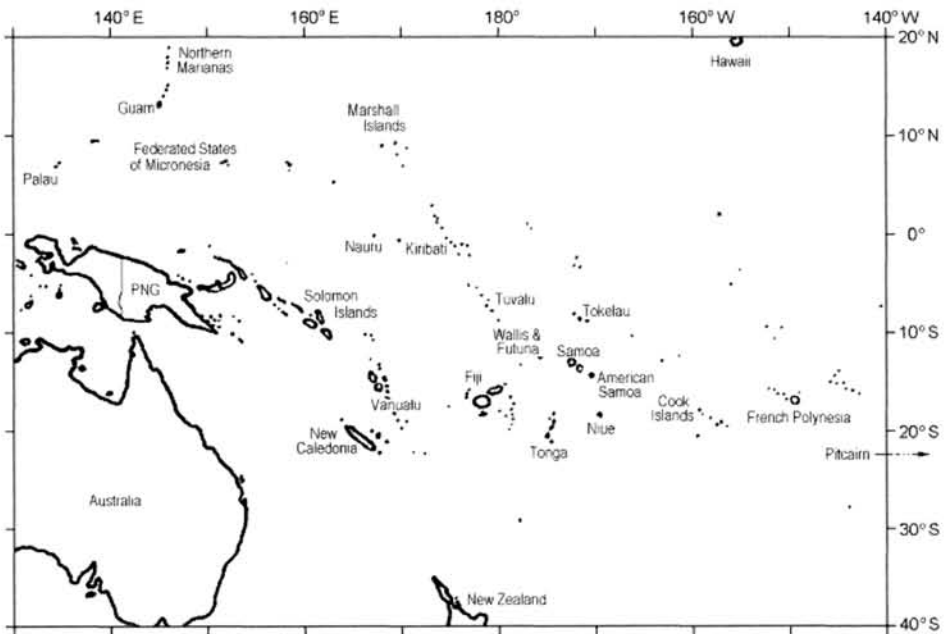 140°E
160°E
180°
160°W
140°W
20°N
Hawaii
Northern
Marianas
Guam
Marshall
Islands
10°N
Federated States
of Micronesia
Palau
0°
Nauru
Kiribati
PNG
Solomon
Islands
Tuvalu
Tokelau
10°S
Wallis &
Futuna
Samoa
Fiji
American
Samoa
Vanuatu
Cook
Islands
French Polynesia
New
Caledonia
Niue
20°S
Tonga
Pitcairn
Australia
30°S
New Zealand
40°S